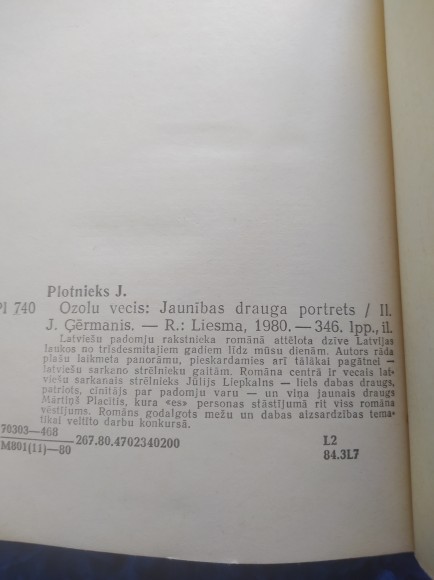 Plotnieks J.
Pl 740 Ozolu vecis: Jaunības drauga portrets / Il.
J. Ģērmanis. — R.: Liesma, 1980. — 346. lpp., il.
Latviešu padomju rakstnieka romānā attēlota dzīve Latvijas
laukos no trīsdesmitajiem gadiem līdz mūsu dienām. Autors rāda
plašu laikmeta panorāmu, pieskardamies arī tālākai pagātnei —
latviešu sarkano strēlnieku gaitām. Romāna centrā ir vecais lat-
viešu sarkanais strēlnieks Jūlijs Liepkalns — liels dabas draugs,
patriots, cīnītājs par padomju varu — un viņa jaunais draugs
Mārtiņš Placītis, kura «es» personas stāstījumā rit viss romāna
vēstījums. Romāns godalgots mežu un dabas aizsardzības tema-
tikai veltīto darbu konkursā.
70303—468
M801(11)—80 267.80.4702340200 L2
84.3L7